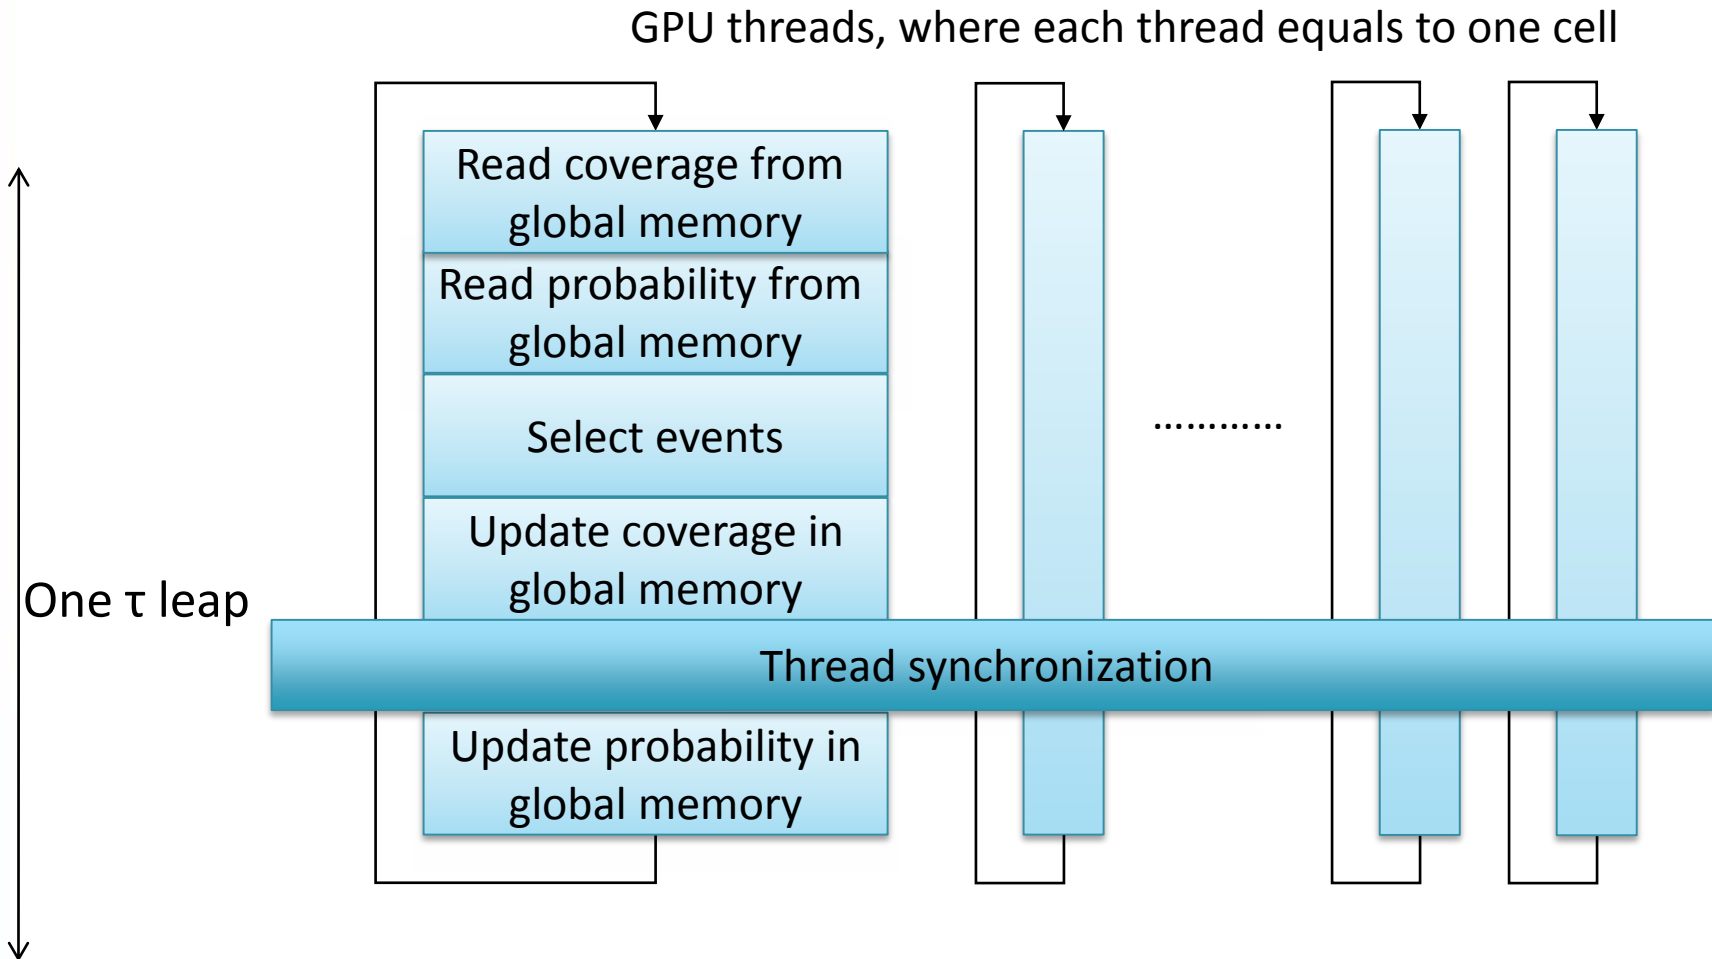 GPU threads, where each thread equals to one cell
Read coverage from
global memory
Read probability from
global memory
Select events
.............
Update coverage in
global memory
One τ leap
Thread synchronization
Update probability in
global memory